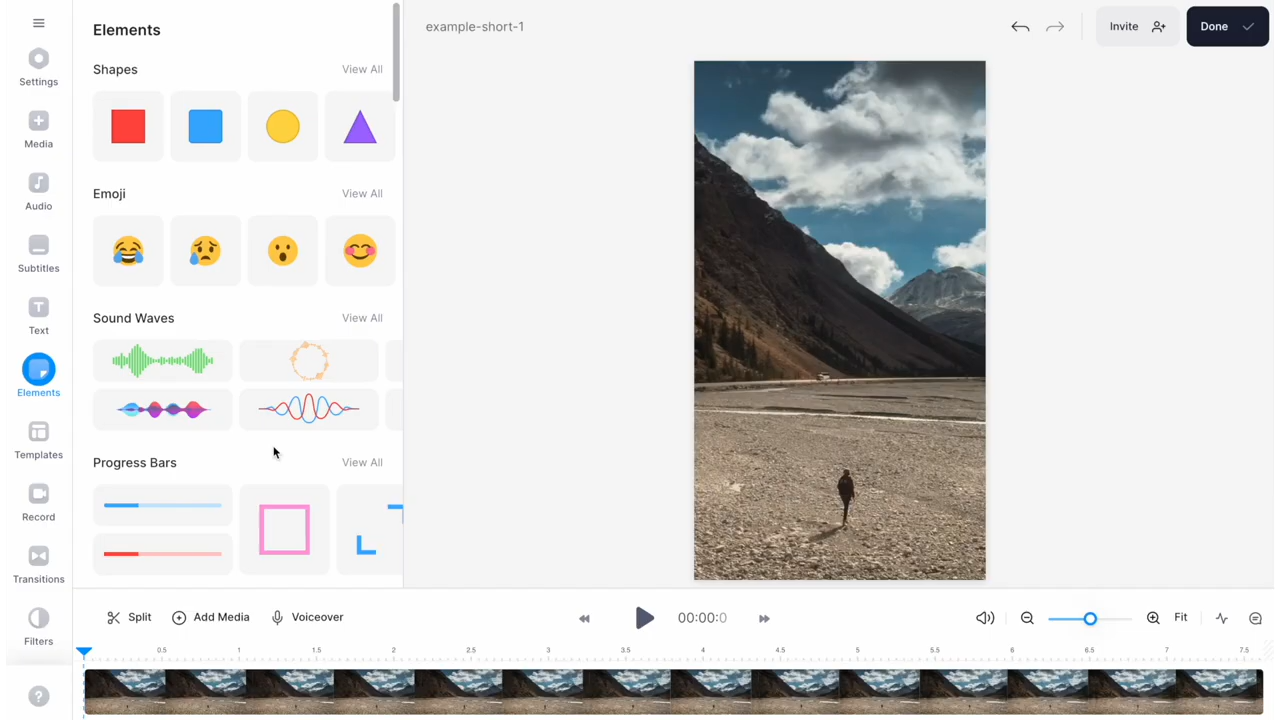 Elements
example-short-1
Invite
Done
Settings
Shapes
View All
Media
Emoji
View All
Audio
Subtitles
Sound Waves
View All
Text
Elements
Templates
Progress Bars
View All
Record
Transitions
Filters
Split
Add Media
Voiceover
00:00:0
Fit
0.5 1 1.5 2 2.5 3 3.5 4 4.5 5 5.5 6 6.5 7 7.5
?